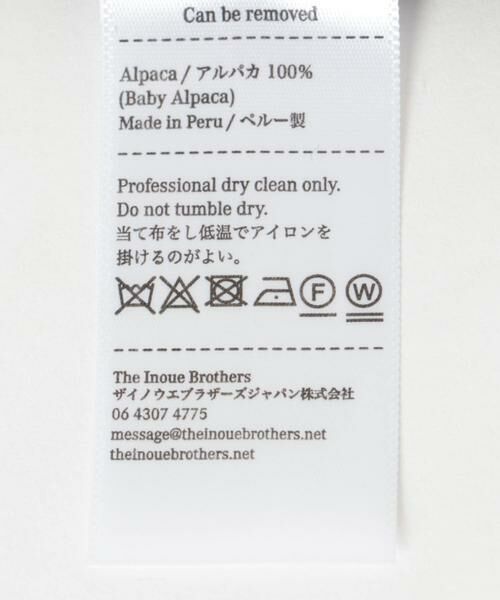 Can be removed
Alpaca / アルパカ 100%
(Baby Alpaca)
Made in Peru / ペルー製
Professional dry clean only.
Do not tumble dry.
当て布をし低温でアイロンを
掛けるのがよい。
F W
The Inoue Brothers
ザイノウエブラザーズジャパン株式会社
06 4307 4775
message@theinouebrothers.net
theinouebrothers.net